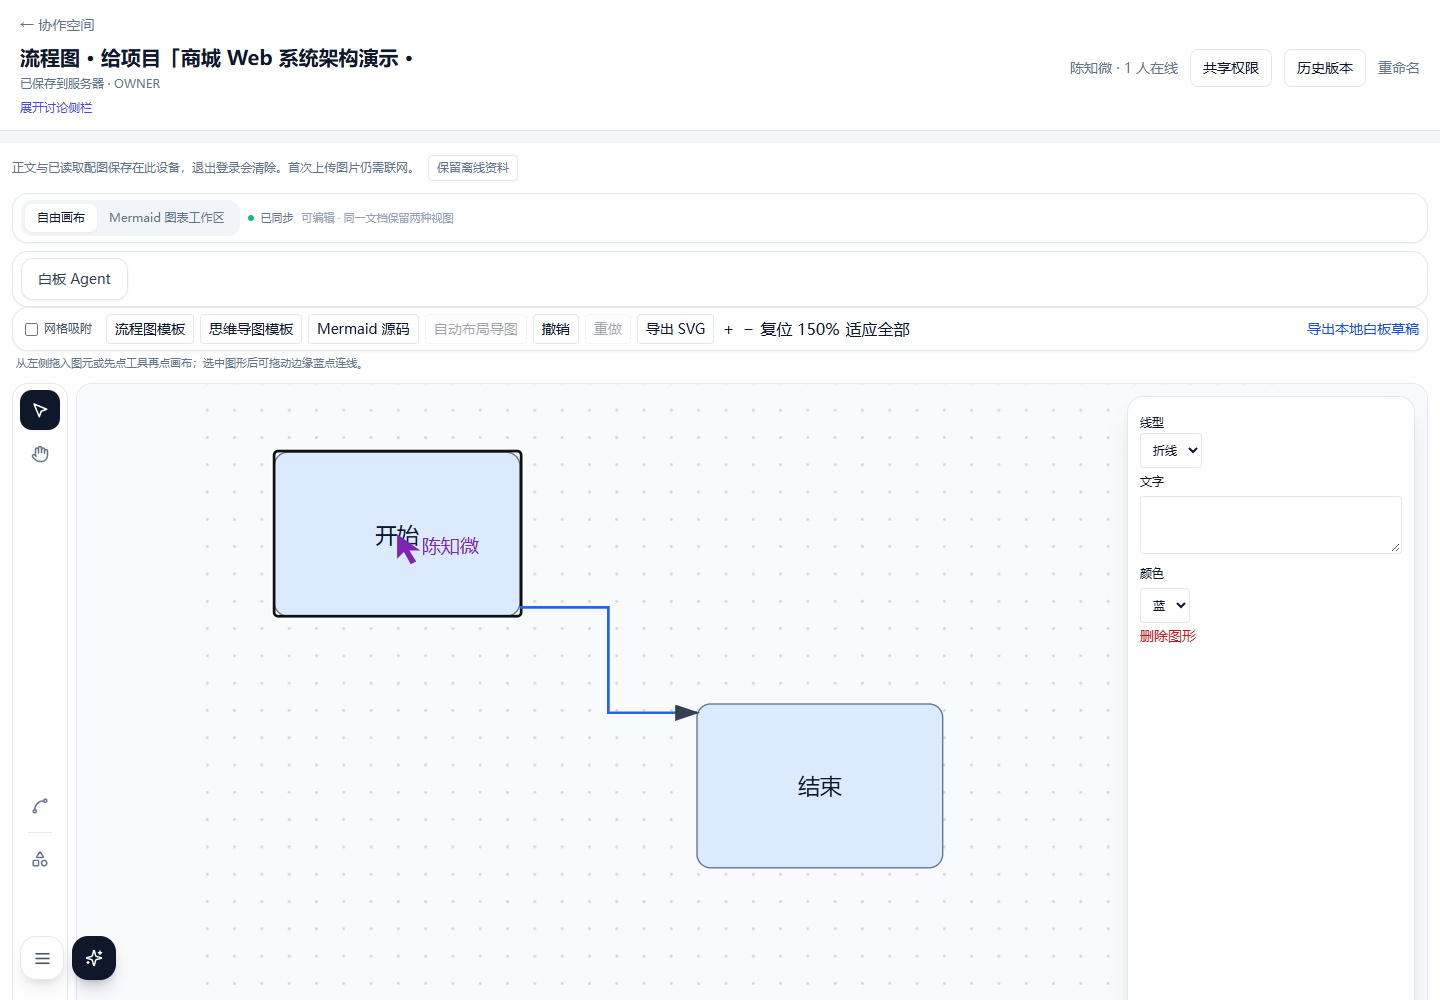 ← 协作空间
流程图 • 给项目「商城 Web 系统架构演示 •
已保存到服务器 · OWNER
展开讨论侧栏
陈知微 · 1 人在线
共享权限
历史版本
重命名
正文与已读取配图保存在此设备，退出登录会清除。首次上传图片仍需联网。
保留离线资料
自由画布
Mermaid 图表工作区
已同步
可编辑 · 同一文档保留两种视图
白板 Agent
网格吸附
流程图模板
思维导图模板
Mermaid 源码
自动布局导图
撤销
重做
导出 SVG
+ − 复位 150% 适应全部
导出本地白板草稿
从左侧拖入图元或先点工具再点画布；选中图形后可拖动边缘蓝点连线。
开始
陈知微
结束
线型
折线
文字
颜色
蓝
删除图形